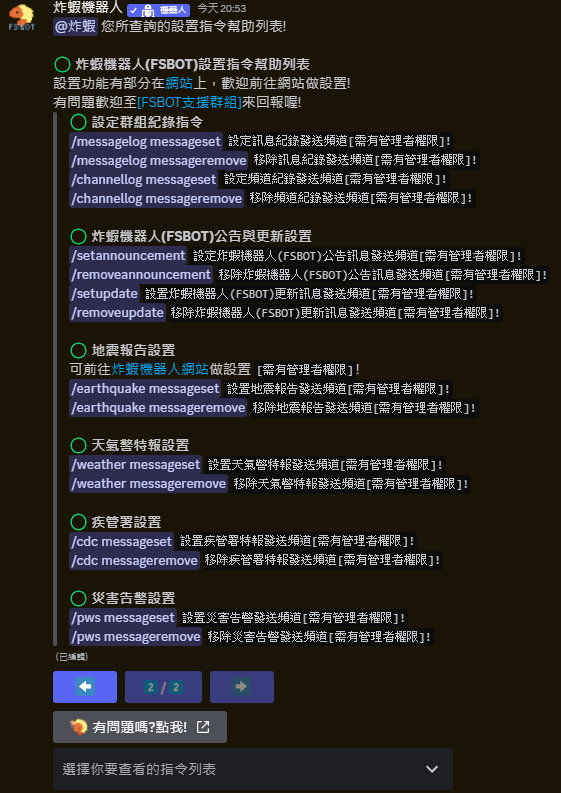 炸蝦機器人 ✓ 機器人 今天 20:53
FSBOT
@炸蝦 您所查詢的設置指令幫助列表!
炸蝦機器人(FSBOT)設置指令幫助列表
設置功能有部分在網站上，歡迎前往網站做設置!
有問題歡迎至[FSBOT支援群組]來回報喔!
設定群組紀錄指令
/messagelog messageset 設定訊息紀錄發送頻道[需有管理者權限]!
/messagelog messageremove 移除訊息紀錄發送頻道[需有管理者權限]!
/channellog messageset 設定頻道紀錄發送頻道[需有管理者權限]!
/channellog messageremove 移除頻道紀錄發送頻道[需有管理者權限]!
炸蝦機器人(FSBOT)公告與更新設置
/setannouncement 設定炸蝦機器人(FSBOT)公告訊息發送頻道[需有管理者權限]!
/removeannouncement 移除炸蝦機器人(FSBOT)公告訊息發送頻道[需有管理者權限]!
/setupdate 設置炸蝦機器人(FSBOT)更新訊息發送頻道[需有管理者權限]!
/removeupdate 移除炸蝦機器人(FSBOT)更新訊息發送頻道[需有管理者權限]!
地震報告設置
可前往炸蝦機器人網站做設置 [需有管理者權限]!
/earthquake messageset 設置地震報告發送頻道[需有管理者權限]!
/earthquake messageremove 移除地震報告發送頻道[需有管理者權限]!
天氣警特報設置
/weather messageset 設置天氣警特報發送頻道[需有管理者權限]!
/weather messageremove 移除天氣警特報發送頻道[需有管理者權限]!
疾管署設置
/cdc messageset 設置疾管署特報發送頻道[需有管理者權限]!
/cdc messageremove 移除疾管署特報發送頻道[需有管理者權限]!
災害告警設置
/pws messageset 設置災害告警發送頻道[需有管理者權限]!
/pws messageremove 移除災害告警發送頻道[需有管理者權限]!
(已編輯)
2 / 2
有問題嗎?點我!
選擇你要查看的指令列表